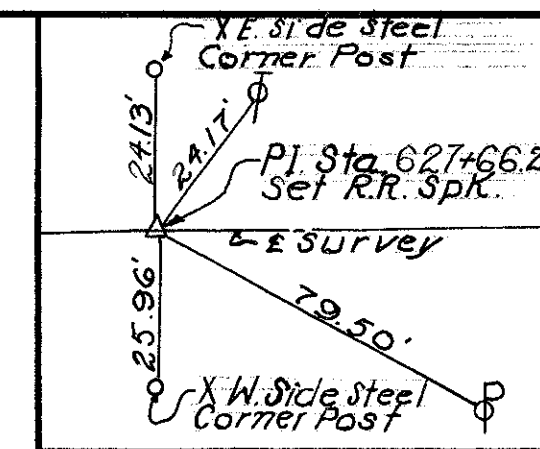 X E. Side Steel
Corner Post
24.13'
24.17'
P.I. Sta. 627+66.2
Set R.R. Spk.
℄ Survey
25.96'
79.50'
X W. Side Steel
Corner Post